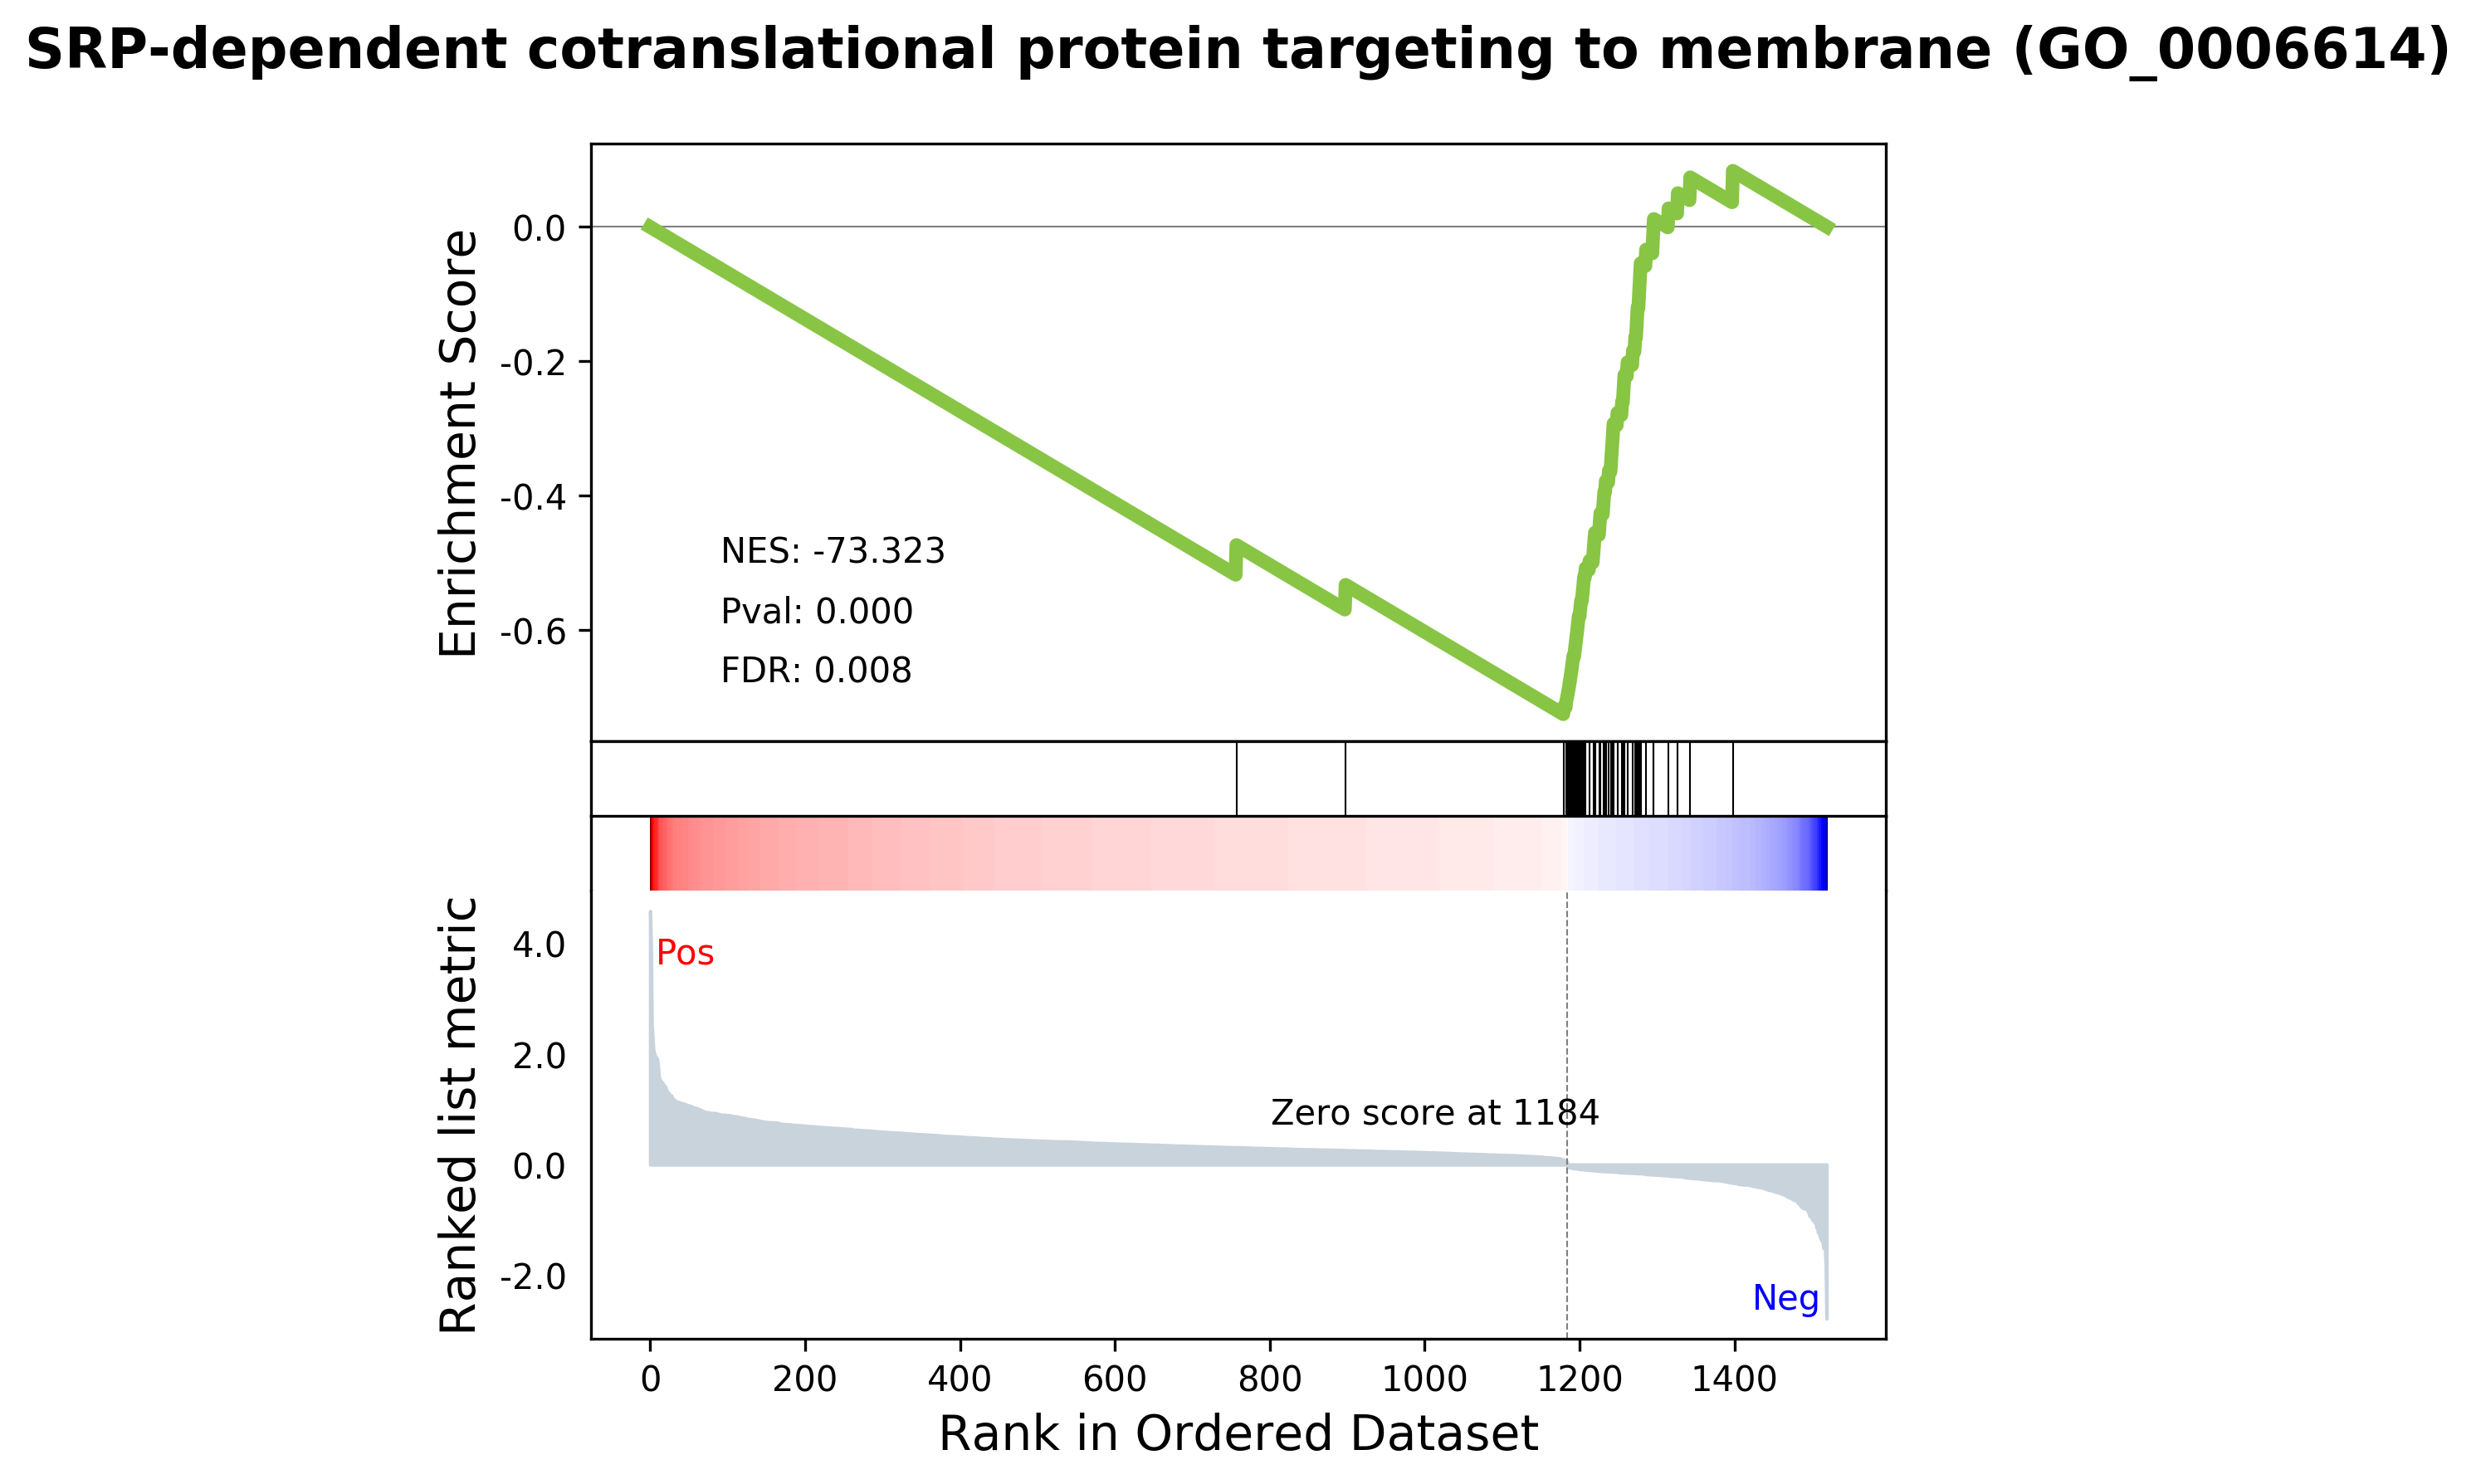 SRP-dependent cotranslational protein targeting to membrane (GO_0006614)
Enrichment Score
0.0
-0.2
-0.4
-0.6
NES: -73.323
Pval: 0.000
FDR: 0.008
Ranked list metric
4.0
2.0
0.0
-2.0
Pos
Zero score at 1184
Neg
0 200 400 600 800 1000 1200 1400
Rank in Ordered Dataset